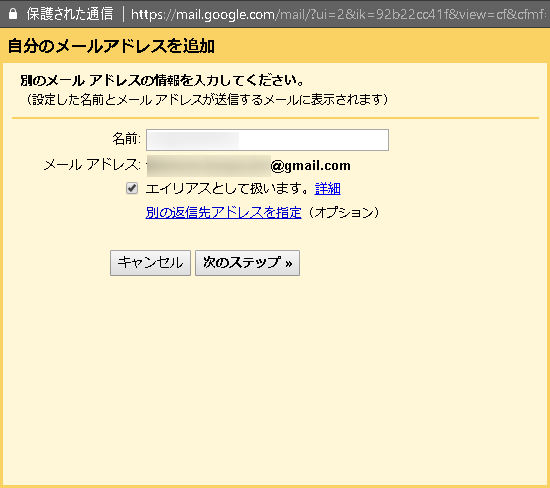 保護された通信 | https://mail.google.com/mail/?ui=2&ik=92b22cc41f&view=cf&cfmf
自分のメールアドレスを追加
別のメール アドレスの情報を入力してください。
（設定した名前とメール アドレスが送信するメールに表示されます）
名前:
メール アドレス: @gmail.com
エイリアスとして扱います。 詳細
別の返信先アドレスを指定（オプション）
キャンセル 次のステップ »